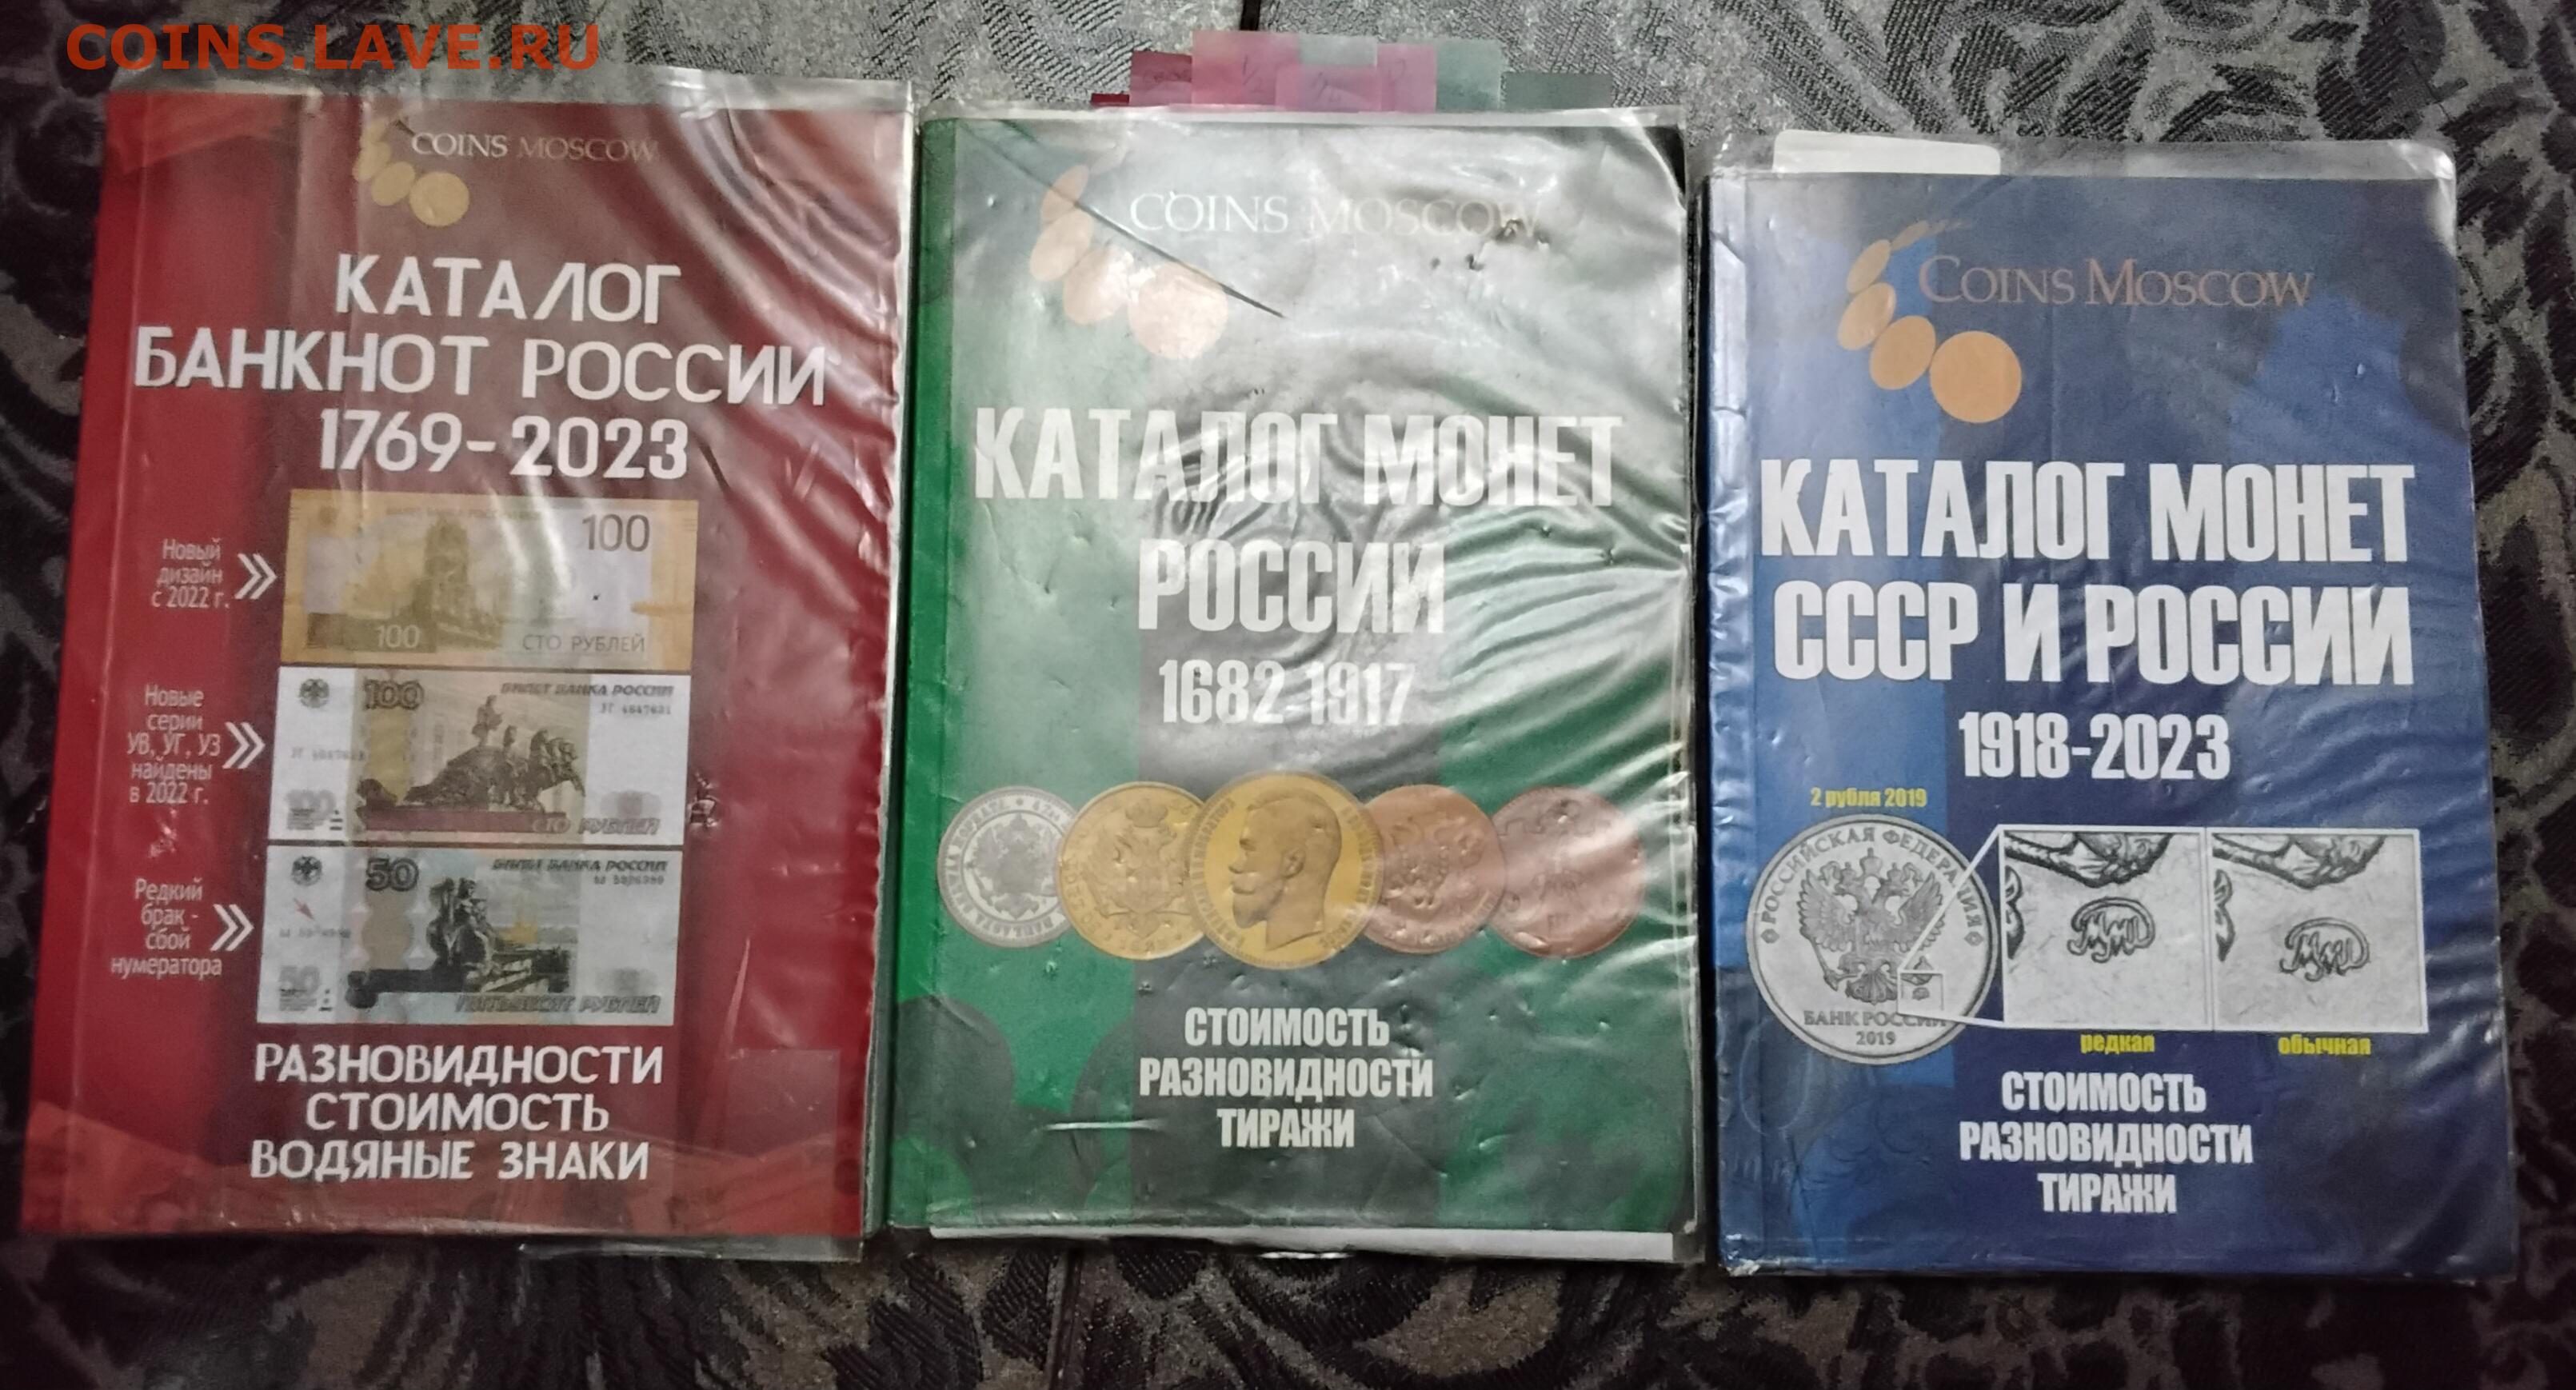 COINS.LAVE.RU
COINS MOSCOW
КАТАЛОГ
БАНКНОТ РОССИИ
1769-2023
Новый
дизайн
с 2022 г.
100
100
СТО РУБЛЕЙ
Новые
серии
УВ, УГ, УЗ
найдены
в 2022 г.
100
БИЛЕТ БАНКА РОССИИ
СТО РУБЛЕЙ
Редкий
брак -
сбой
нумератора
50
БИЛЕТ БАНКА РОССИИ
50
ПЯТЬДЕСЯТ РУБЛЕЙ
РАЗНОВИДНОСТИ
СТОИМОСТЬ
ВОДЯНЫЕ ЗНАКИ
COINS MOSCOW
КАТАЛОГ МОНЕТ
РОССИИ
1682-1917
СТОИМОСТЬ
РАЗНОВИДНОСТИ
ТИРАЖИ
COINS MOSCOW
КАТАЛОГ МОНЕТ
СССР И РОССИИ
1918-2023
2 рубля 2019
РОССИЙСКАЯ ФЕДЕРАЦИЯ
БАНК РОССИИ
2019
ММД
ММД
редкая
обычная
СТОИМОСТЬ
РАЗНОВИДНОСТИ
ТИРАЖИ